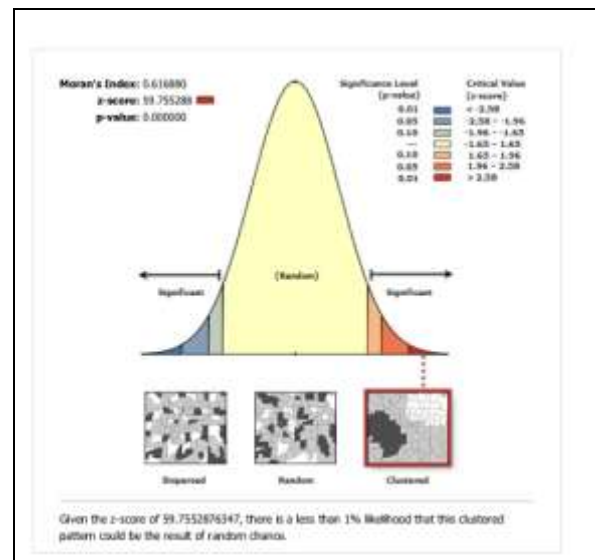 Moran's Index: 0.616880
z-score: 59.755288
p-value: 0.000000
Significance Level
(p-value)
Critical Value
(z-score)
0.01 < -2.58
0.05 -2.58 - -1.96
0.10 -1.96 - -1.65
--- -1.65 - 1.65
0.10 1.65 - 1.96
0.05 1.96 - 2.58
0.01 > 2.58
(Random)
Significant
Significant
Dispersed
Random
Clustered
Given the z-score of 59.7552876347, there is a less than 1% likelihood that this clustered
pattern could be the result of random chance.